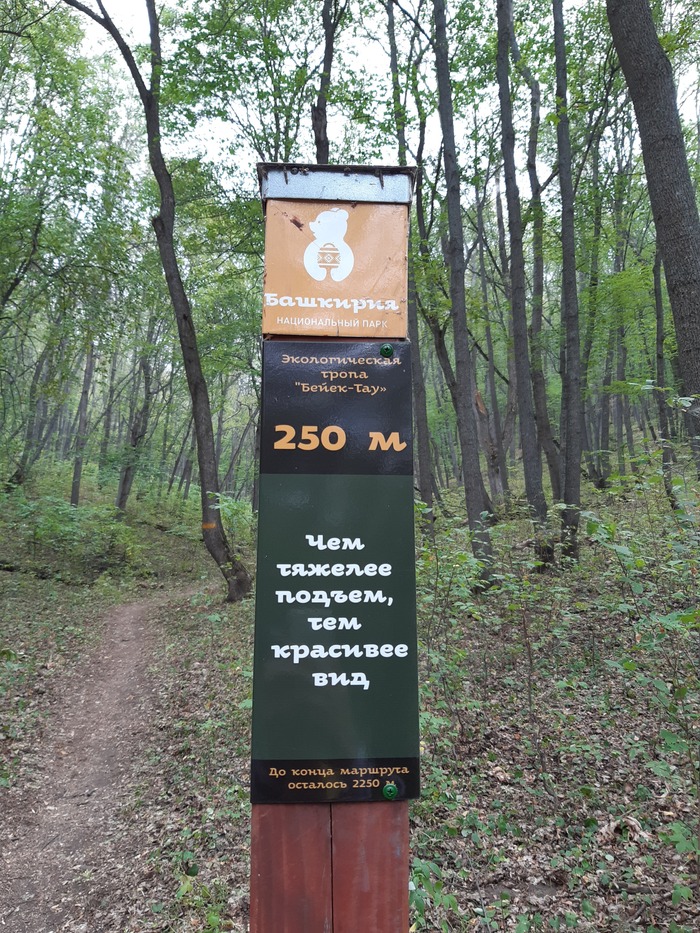 Башкирия
НАЦИОНАЛЬНЫЙ ПАРК
Экологическая
тропа
"Бейек-Тау»
250 м
Чем
тяжелее
подъем,
тем
красивее
вид
До конца маршрута
осталось 2250 м